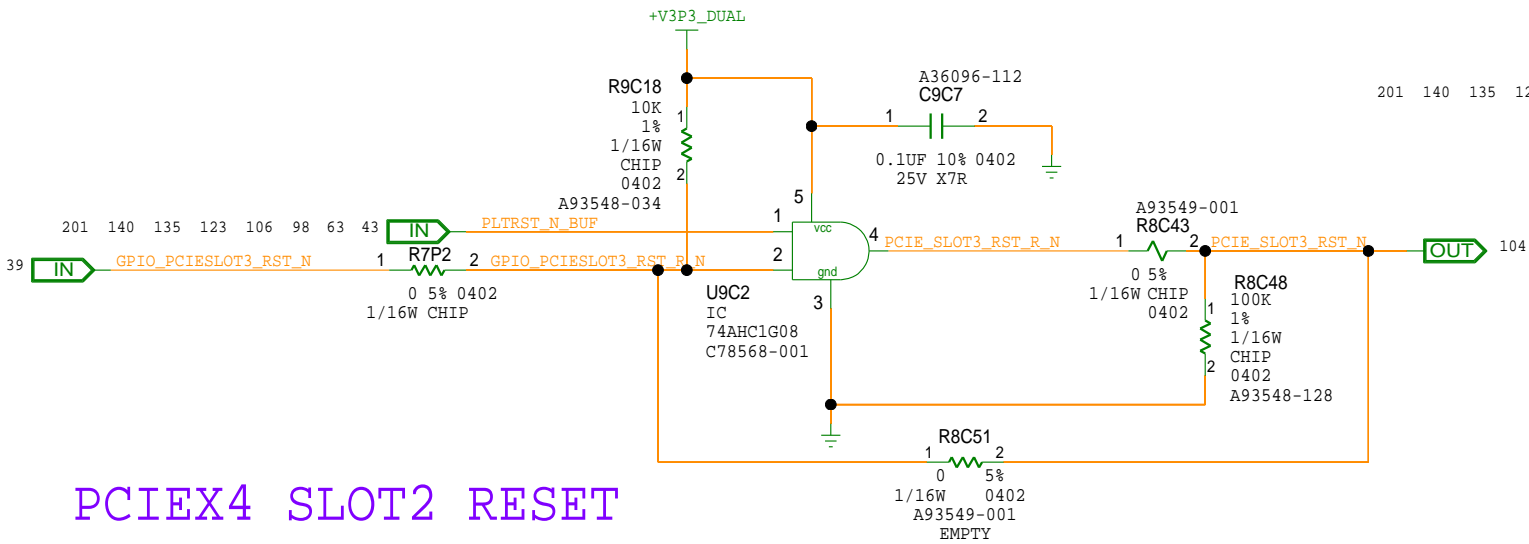 +V3P3_DUAL
R9C18
10K
1%
1/16W
CHIP
0402
A93548-034
1
2
A36096-112
C9C7
1
2
0.1UF 10% 0402
25V X7R
201 140 135 12
201 140 135 123 106 98 63 43
IN
PLTRST_N_BUF
39
IN
GPIO_PCIESLOT3_RST_N
1
R7P2
2
GPIO_PCIESLOT3_RST_R_N
0 5% 0402
1/16W CHIP
1
2
5
vcc
gnd
4
3
U9C2
IC
74AHC1G08
C78568-001
PCIE_SLOT3_RST_R_N
A93549-001
R8C43
1
2
0 5%
1/16W CHIP
0402
PCIE_SLOT3_RST_N
OUT
104
R8C48
100K
1%
1/16W
CHIP
0402
A93548-128
1
2
R8C51
1
2
0 5%
1/16W 0402
A93549-001
EMPTY
PCIEX4 SLOT2 RESET